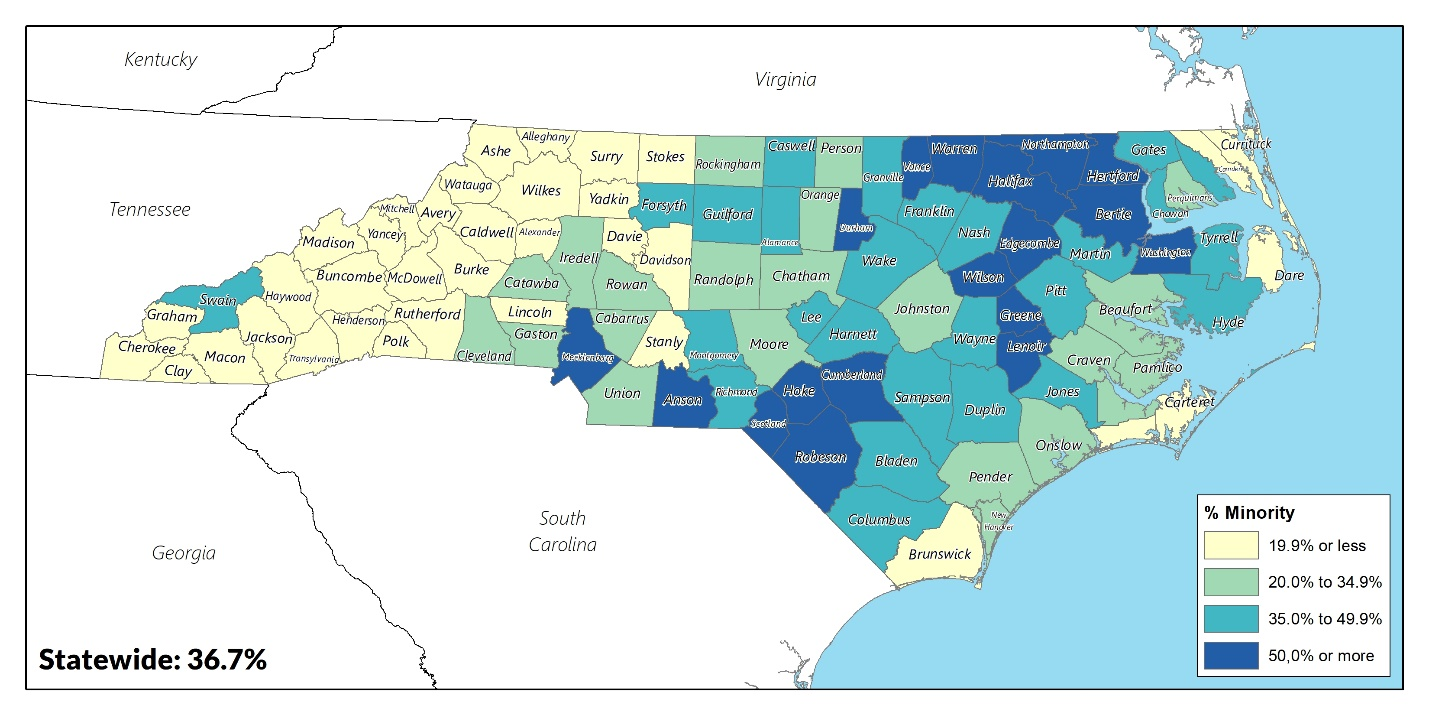 Kentucky
Virginia
Tennessee
Georgia
South
Carolina
Alleghany
Ashe
Surry
Stokes
Rockingham
Caswell
Person
Granville
Vance
Warren
Northampton
Gates
Currituck
Camden
Watauga
Wilkes
Yadkin
Forsyth
Guilford
Alamance
Orange
Durham
Franklin
Halifax
Hertford
Bertie
Perquimans
Chowan
Mitchell
Avery
Yancey
Madison
Caldwell
Alexander
Iredell
Davie
Davidson
Randolph
Chatham
Wake
Nash
Edgecombe
Martin
Washington
Tyrrell
Dare
Buncombe
McDowell
Burke
Catawba
Rowan
Johnston
Wilson
Pitt
Beaufort
Hyde
Swain
Haywood
Graham
Jackson
Henderson
Rutherford
Lincoln
Gaston
Cabarrus
Cherokee
Clay
Macon
Transylvania
Polk
Cleveland
Mecklenburg
Stanly
Montgomery
Moore
Lee
Harnett
Wayne
Greene
Lenoir
Craven
Pamlico
Union
Anson
Richmond
Scotland
Hoke
Cumberland
Sampson
Duplin
Jones
Carteret
Onslow
Robeson
Bladen
Pender
Columbus
New
Hanover
Brunswick
% Minority
19.9% or less
20.0% to 34.9%
35.0% to 49.9%
50,0% or more
Statewide: 36.7%